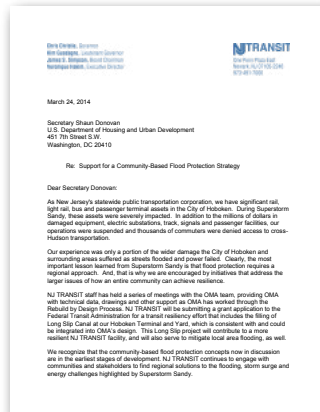 Chris Christie, Governor
Kim Guadagno, Lieutenant Governor
James S. Simpson, Board Chairman
Veronique Hakim, Executive Director
NJ TRANSIT
One Penn Plaza East
Newark, NJ 07105-2246
973-491-7000
March 24, 2014
Secretary Shaun Donovan
U.S. Department of Housing and Urban Development
451 7th Street S.W.
Washington, DC 20410
Re: Support for a Community-Based Flood Protection Strategy
Dear Secretary Donovan:
As New Jersey's statewide public transportation corporation, we have significant rail,
light rail, bus and passenger terminal assets in the City of Hoboken. During Superstorm
Sandy, these assets were severely impacted. In addition to the millions of dollars in
damaged equipment, electric substations, track, signals and passenger facilities, our
operations were suspended and thousands of commuters were denied access to cross-
Hudson transportation.
Our experience was only a portion of the wider damage the City of Hoboken and
surrounding areas suffered as streets flooded and power failed. Clearly, the most
important lesson learned from Superstorm Sandy is that flood protection requires a
regional approach. And, that is why we are encouraged by initiatives that address the
larger issues of how an entire community can achieve resilience.
NJ TRANSIT staff has held a series of meetings with the OMA team, providing OMA
with technical data, drawings and other support as OMA has worked through the
Rebuild by Design Process. NJ TRANSIT will be submitting a grant application to the
Federal Transit Administration for a transit resiliency effort that includes the filling of
Long Slip Canal at our Hoboken Terminal and Yard, which is consistent with and could
be integrated into OMA's design. This Long Slip project will contribute to a more
resilient NJ TRANSIT facility, and will also serve to mitigate local area flooding, as well.
We recognize that the community-based flood protection concepts now in discussion
are in the earliest stages of development. NJ TRANSIT continues to engage with
communities and stakeholders to find regional solutions to the flooding, storm surge and
energy challenges highlighted by Superstorm Sandy.